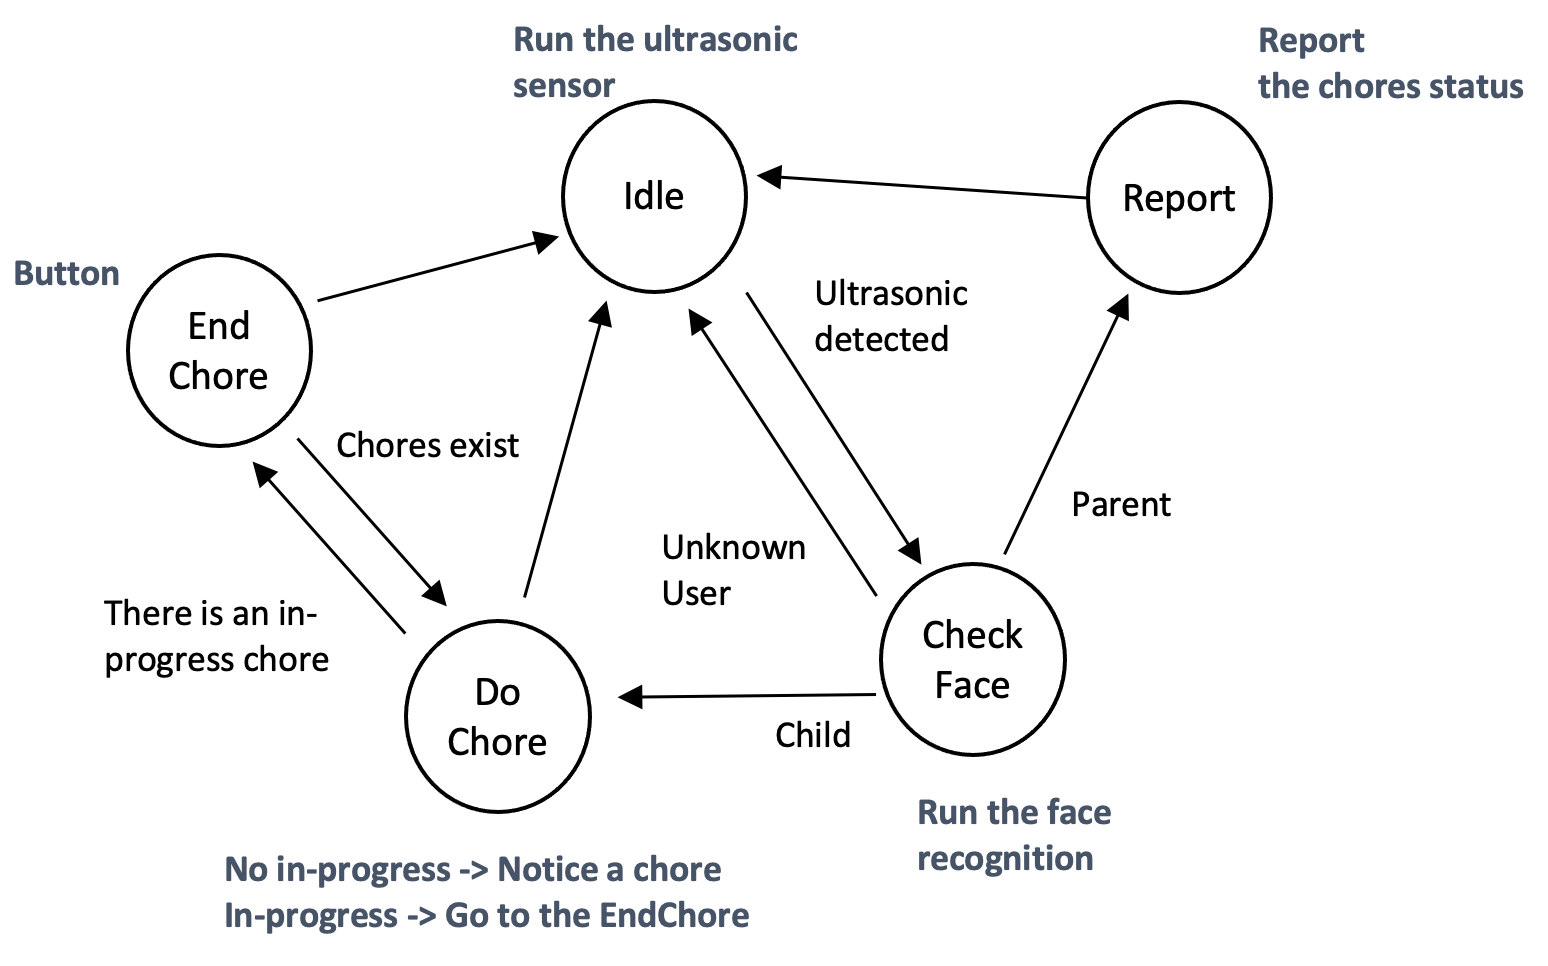 Run the ultrasonic
sensor
Report
the chores status
Idle
Report
Button
End
Chore
Ultrasonic
detected
Chores exist
Parent
Unknown
User
There is an in-
progress chore
Check
Face
Do
Chore
Child
Run the face
recognition
No in-progress -> Notice a chore
In-progress -> Go to the EndChore